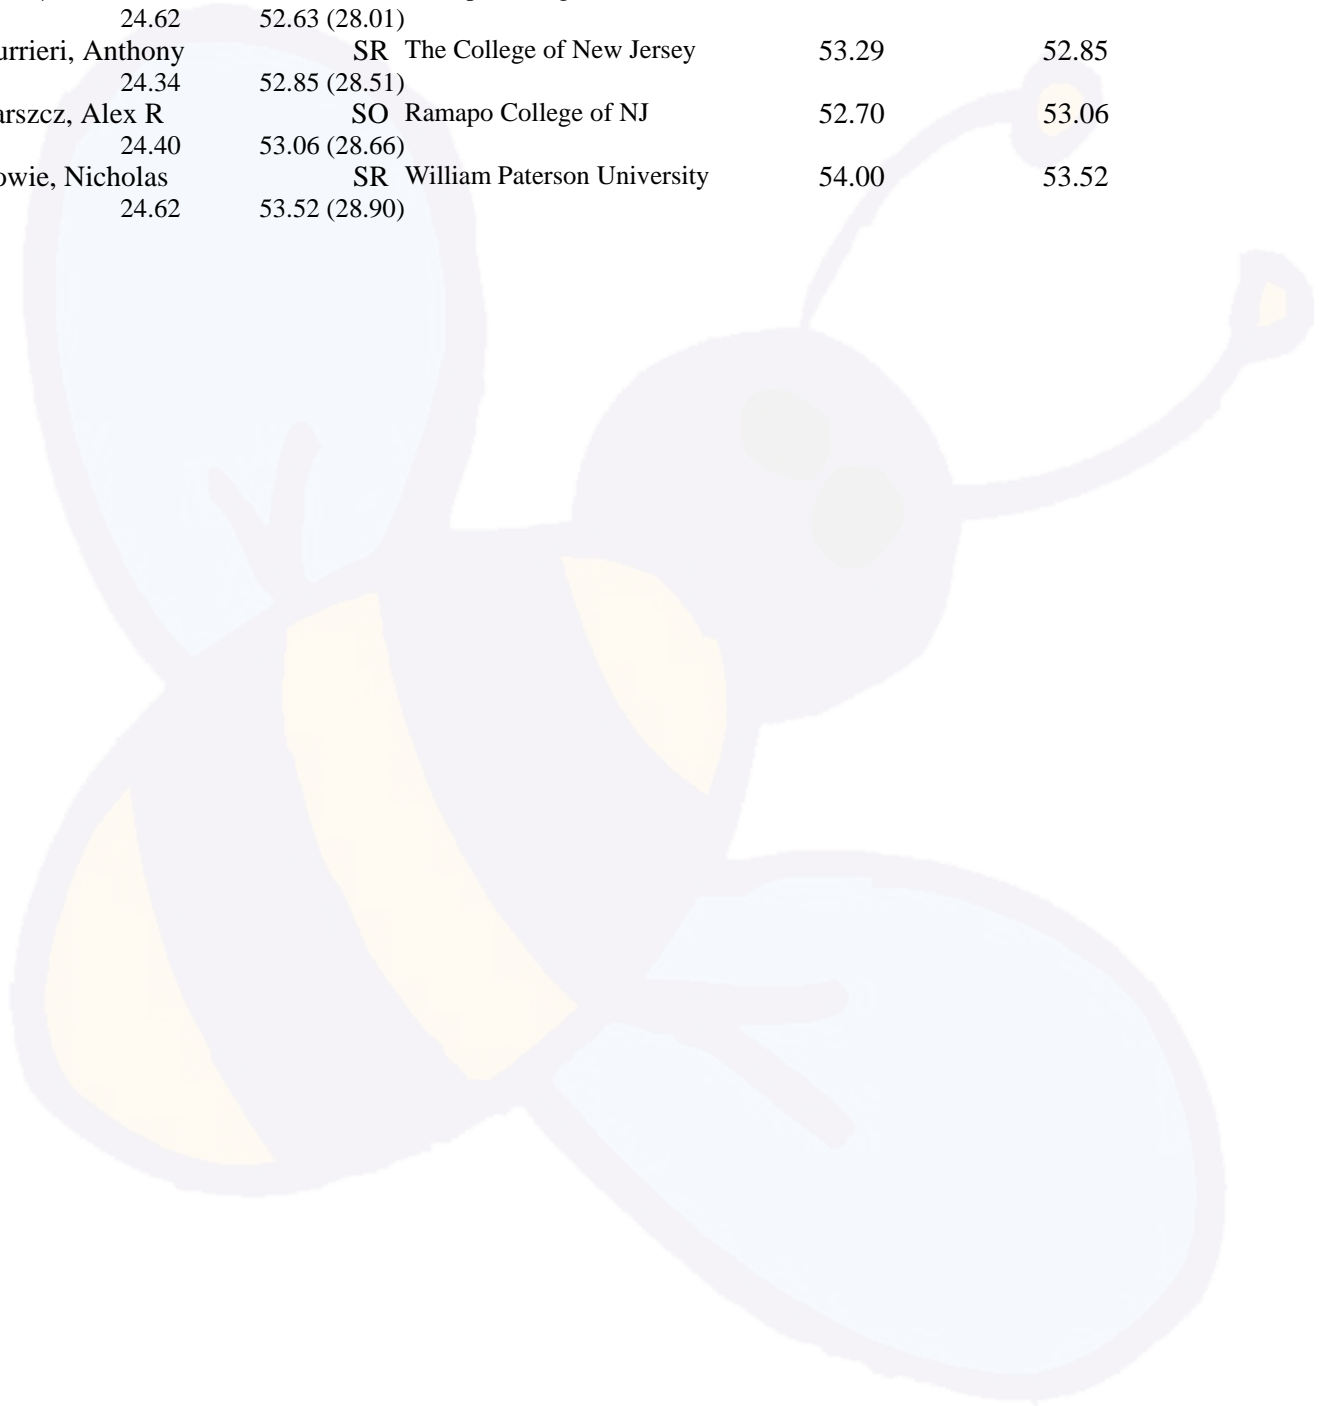 24.62 52.63 (28.01)
urrieri, Anthony SR The College of New Jersey 53.29 52.85
24.34 52.85 (28.51)
arszcz, Alex R SO Ramapo College of NJ 52.70 53.06
24.40 53.06 (28.66)
owie, Nicholas SR William Paterson University 54.00 53.52
24.62 53.52 (28.90)